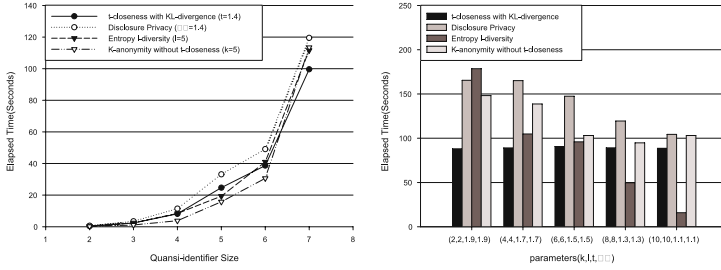 140
120
100
80
60
40
20
0
Elapsed Time(Seconds)
t-closeness with KL-divergence (t=1.4)
Disclosure Privacy (□□=1.4)
Entropy l-diversity (l=5)
K-anonymity without t-closeness (k=5)
1 2 3 4 5 6 7 8
Quansi-identifier Size
250
200
150
100
50
0
Elapsed Time(Seconds)
t-closeness with KL-divergence
Disclosure Privacy
Entropy l-diversity
K-anonymity without t-closeness
(2,2,1.9,1.9) (4,4,1.7,1.7) (6,6,1.5,1.5) (8,8,1.3,1.3) (10,10,1.1,1.1)
parameters(k,l,t,□□)